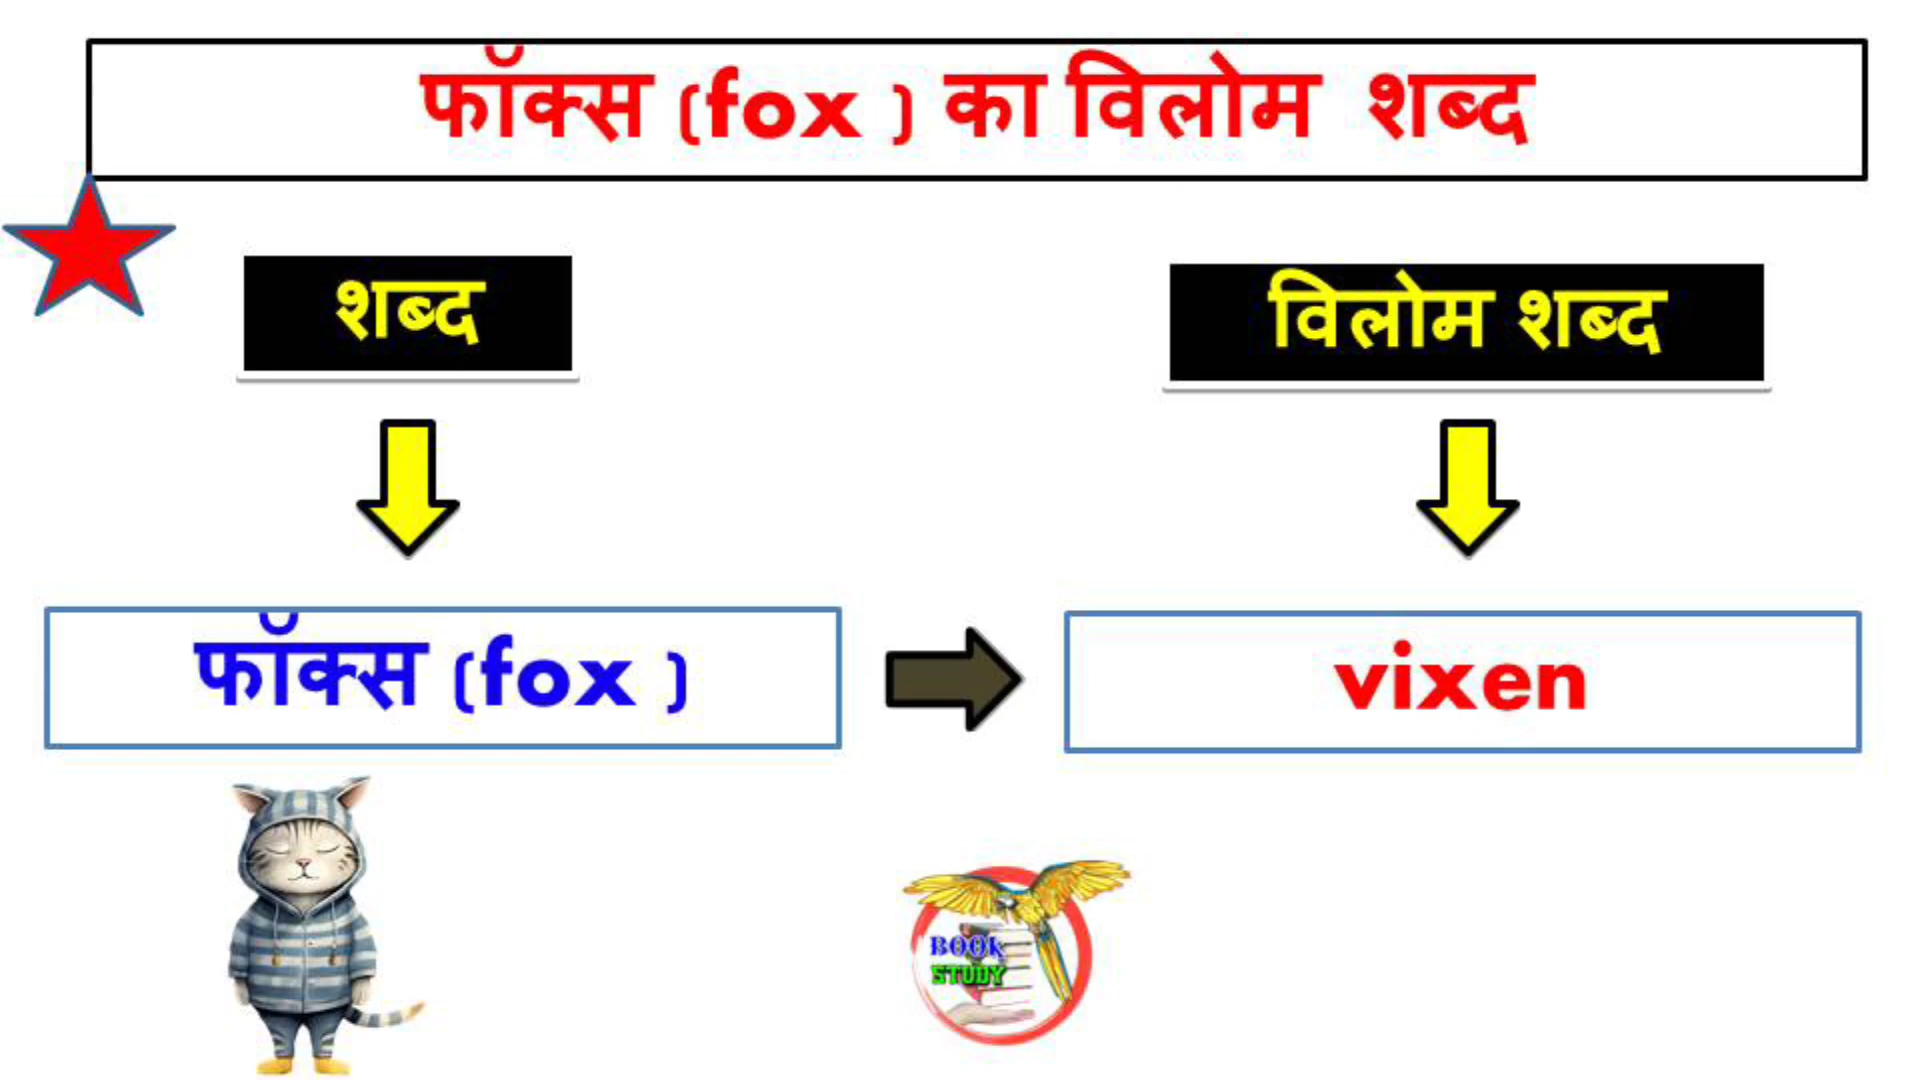 फॉक्स (fox ) का विलोम शब्द
शब्द
विलोम शब्द
फॉक्स (fox )
vixen
BOOK
STUDY